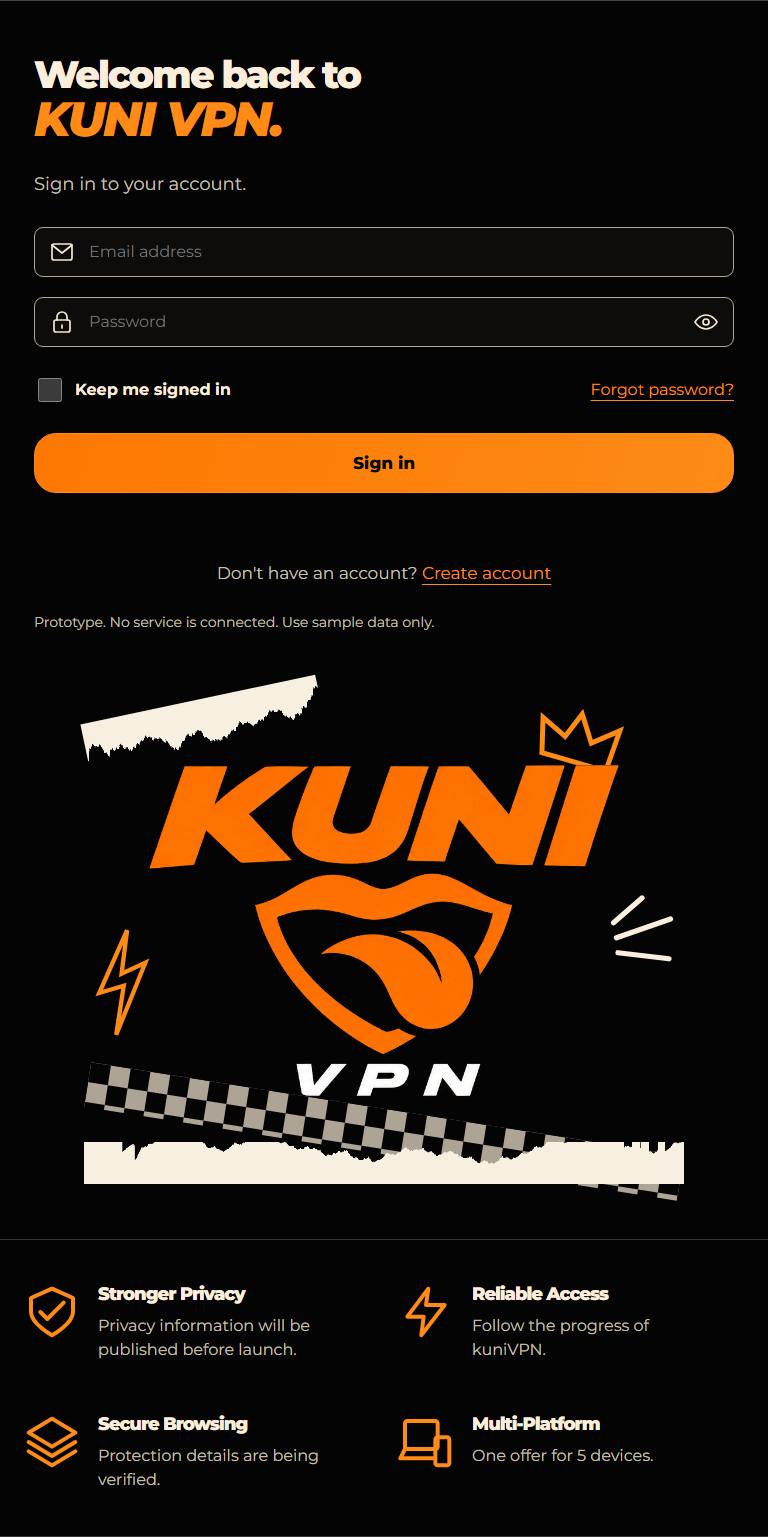 Welcome back to
KUNI VPN.
Sign in to your account.
Email address
Password
Keep me signed in
Forgot password?
Sign in
Don't have an account? Create account
Prototype. No service is connected. Use sample data only.
KUNI
VPN
Stronger Privacy
Privacy information will be
published before launch.
Reliable Access
Follow the progress of
kuniVPN.
Secure Browsing
Protection details are being
verified.
Multi-Platform
One offer for 5 devices.